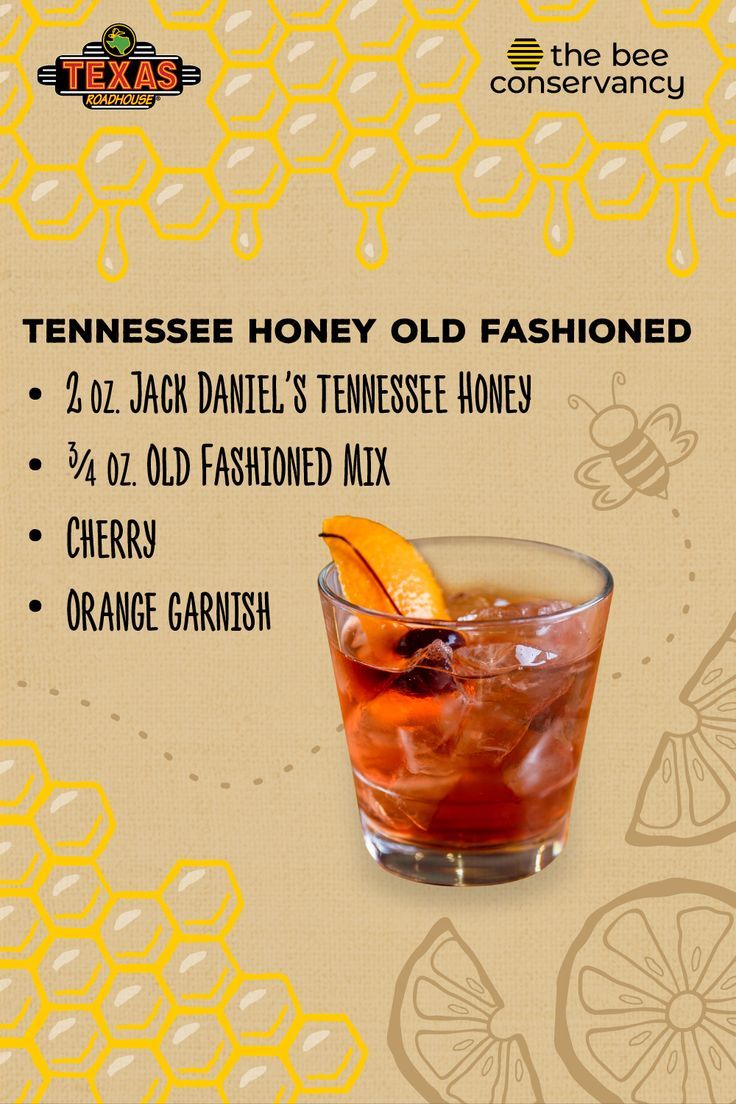 TEXAS
ROADHOUSE®
the bee
conservancy
TENNESSEE HONEY OLD FASHIONED
• 2 oz. Jack Daniel's Tennessee Honey
• ¾ oz. Old Fashioned Mix
• Cherry
• Orange garnish